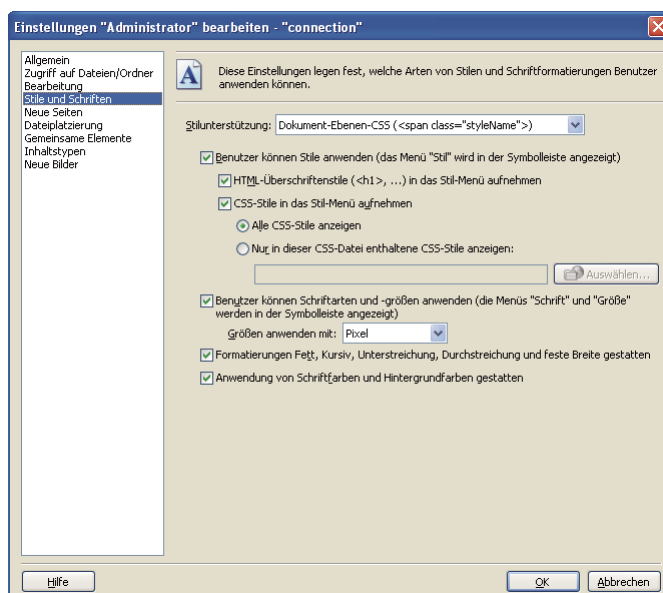 Einstellungen "Administrator" bearbeiten - "connection"
Allgemein
Zugriff auf Dateien/Ordner
Bearbeitung
Stile und Schriften
Neue Seiten
Dateiplatzierung
Gemeinsame Elemente
Inhaltstypen
Neue Bilder
Diese Einstellungen legen fest, welche Arten von Stilen und Schriftformatierungen Benutzer
anwenden können.
Stilunterstützung: Dokument-Ebenen-CSS (<span class="styleName">)
Benutzer können Stile anwenden (das Menü "Stil" wird in der Symbolleiste angezeigt)
HTML-Überschriftenstile (<h1>, ...) in das Stil-Menü aufnehmen
CSS-Stile in das Stil-Menü aufnehmen
Alle CSS-Stile anzeigen
Nur in dieser CSS-Datei enthaltene CSS-Stile anzeigen:
Auswählen...
Benutzer können Schriftarten und -größen anwenden (die Menüs "Schrift" und "Größe"
werden in der Symbolleiste angezeigt)
Größen anwenden mit: Pixel
Formatierungen Fett, Kursiv, Unterstreichung, Durchstreichung und feste Breite gestatten
Anwendung von Schriftfarben und Hintergrundfarben gestatten
Hilfe
OK
Abbrechen